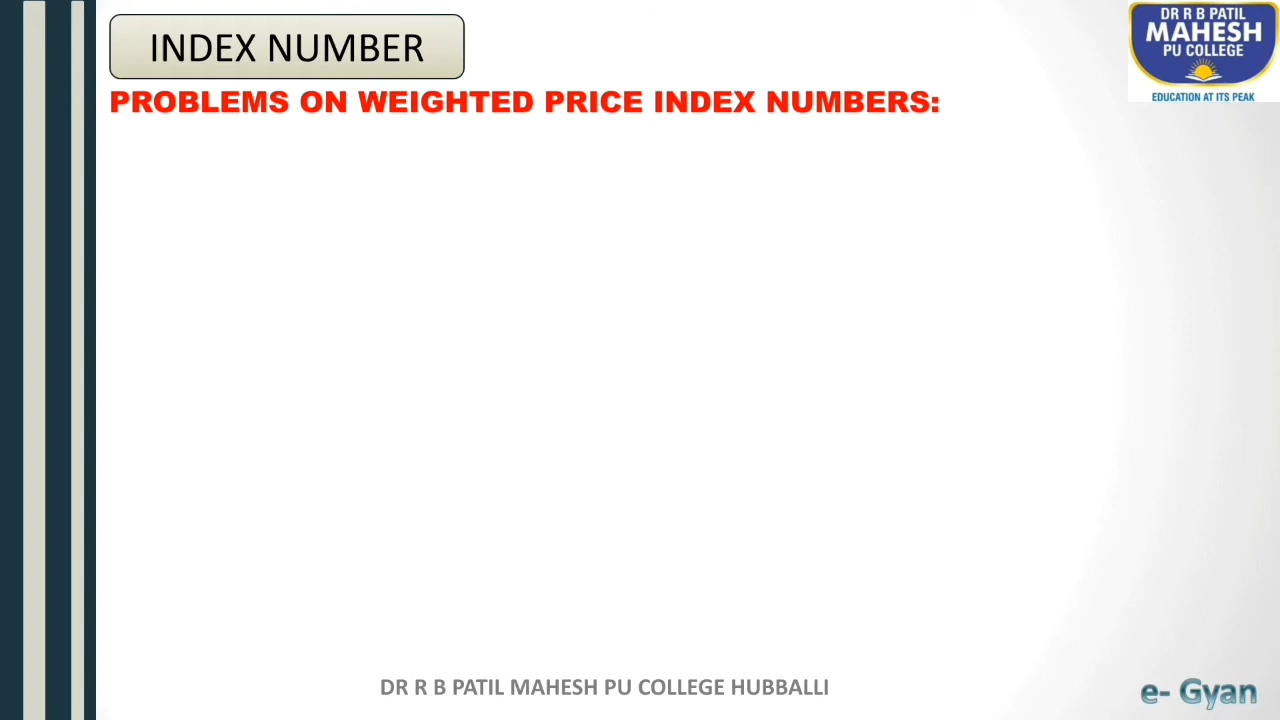 INDEX NUMBER
DR R B PATIL
MAHESH
PU COLLEGE
EDUCATION AT ITS PEAK
PROBLEMS ON WEIGHTED PRICE INDEX NUMBERS:
DR R B PATIL MAHESH PU COLLEGE HUBBALLI
e- Gyan